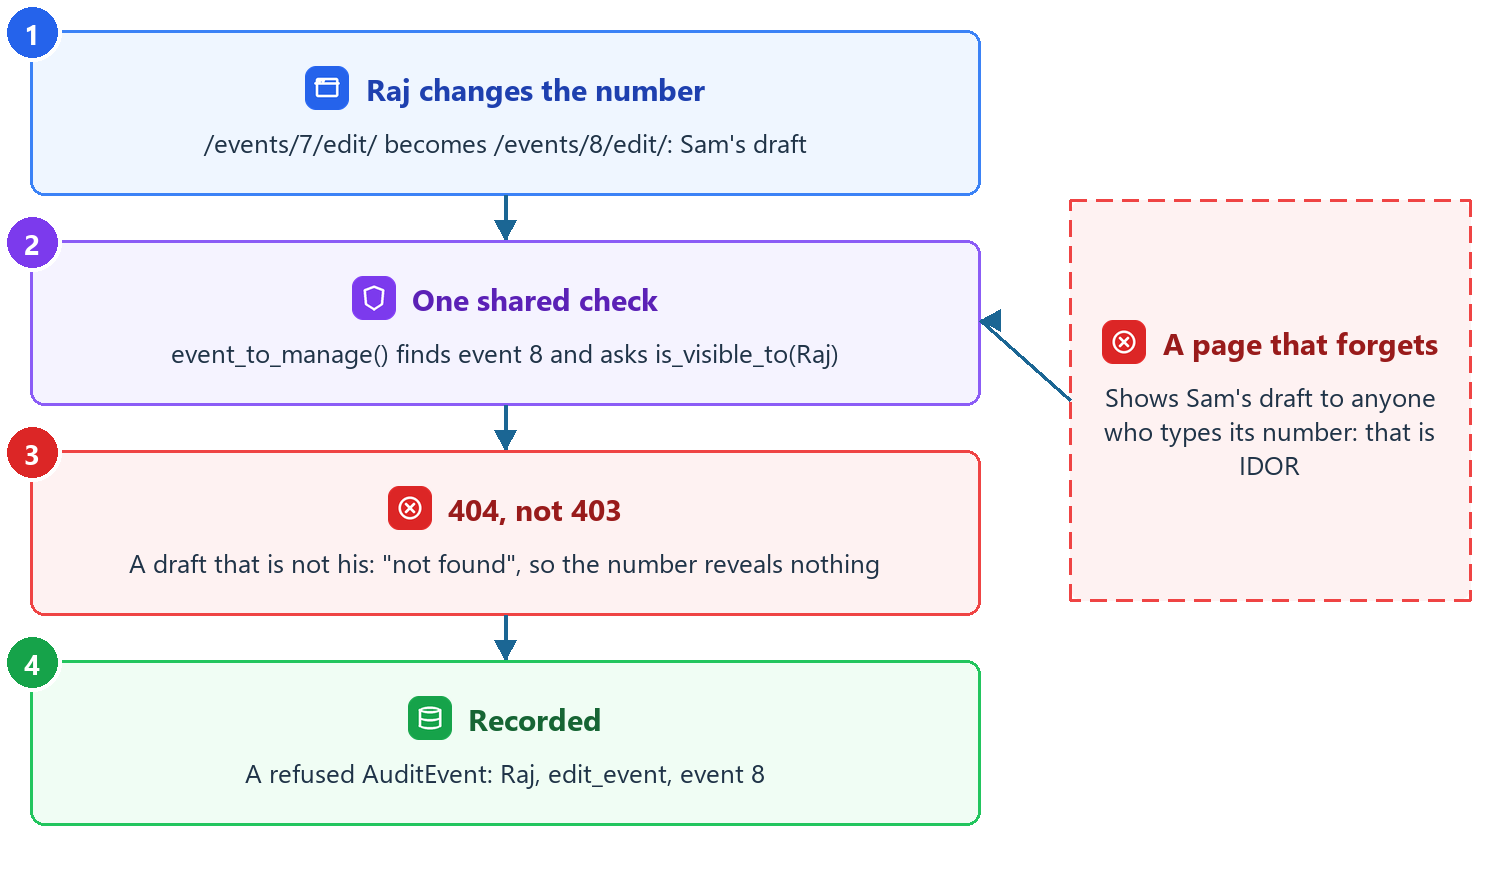 1
Raj changes the number
/events/7/edit/ becomes /events/8/edit/: Sam's draft
2
One shared check
event_to_manage() finds event 8 and asks is_visible_to(Raj)
3
404, not 403
A draft that is not his: "not found", so the number reveals nothing
4
Recorded
A refused AuditEvent: Raj, edit_event, event 8
A page that forgets
Shows Sam's draft to anyone
who types its number: that is
IDOR